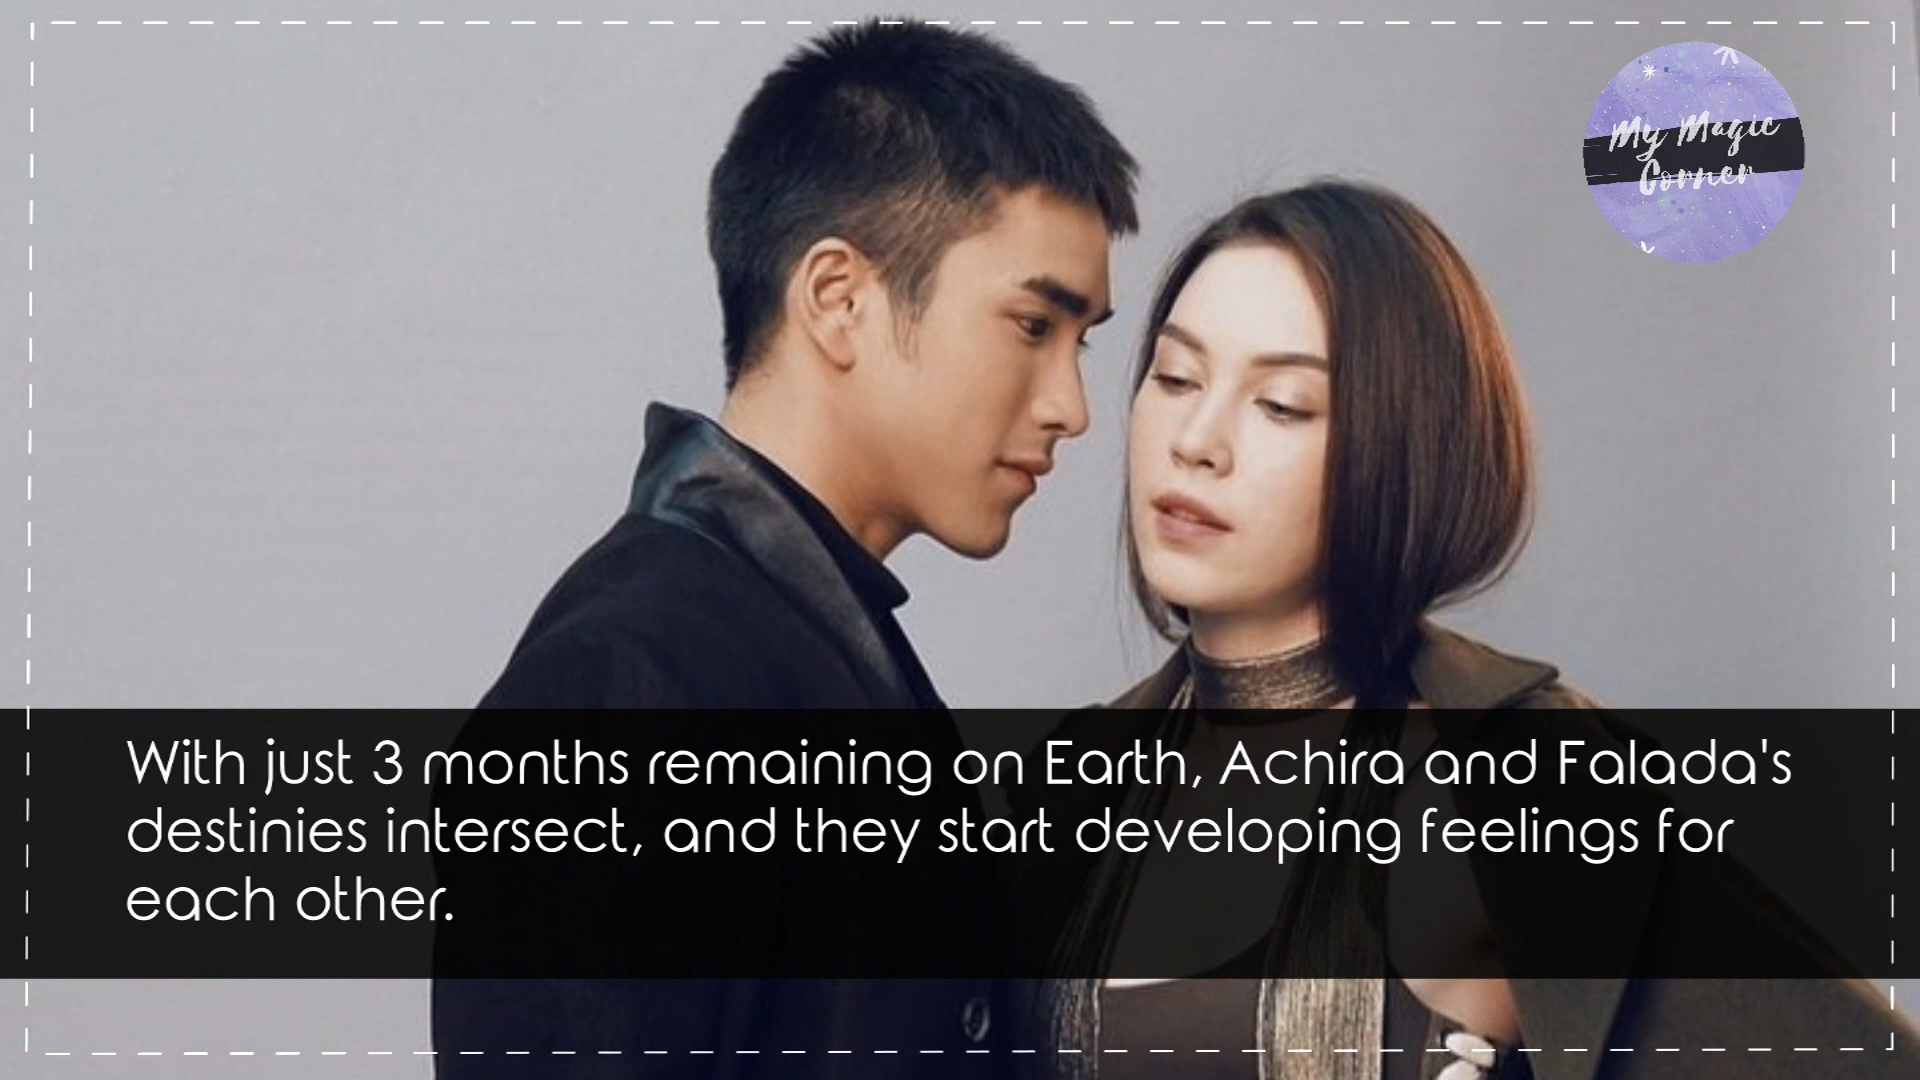 My Magic
Corner
With just 3 months remaining on Earth, Achira and Falada's
destinies intersect, and they start developing feelings for
each other.